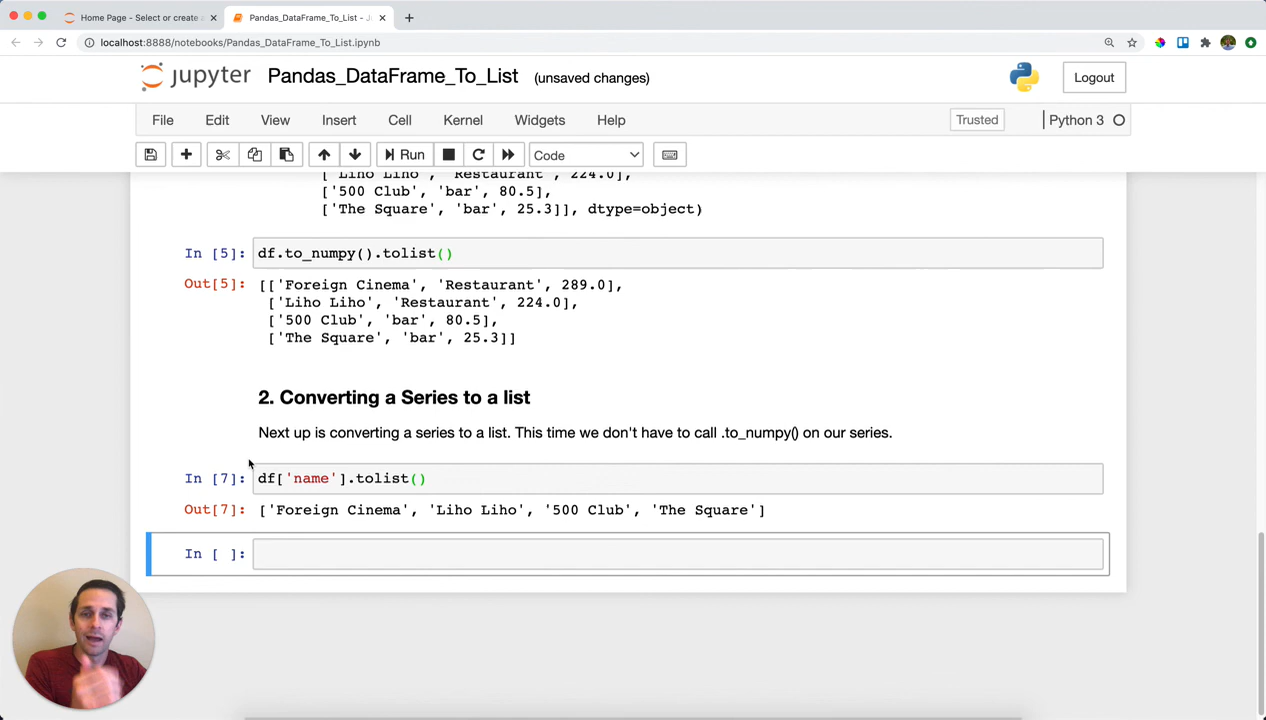 Home Page - Select or create a
Pandas_DataFrame_To_List - J
localhost:8888/notebooks/Pandas_DataFrame_To_List.ipynb
jupyter Pandas_DataFrame_To_List (unsaved changes) Logout
File Edit View Insert Cell Kernel Widgets Help Trusted Python 3
Run Code
['Liho Liho', 'Restaurant', 224.0],
['500 Club', 'bar', 80.5],
['The Square', 'bar', 25.3]], dtype=object)
In [5]: df.to_numpy().tolist()
Out[5]: [['Foreign Cinema', 'Restaurant', 289.0],
['Liho Liho', 'Restaurant', 224.0],
['500 Club', 'bar', 80.5],
['The Square', 'bar', 25.3]]
2. Converting a Series to a list
Next up is converting a series to a list. This time we don't have to call .to_numpy() on our series.
In [7]: df['name'].tolist()
Out[7]: ['Foreign Cinema', 'Liho Liho', '500 Club', 'The Square']
In [ ]: